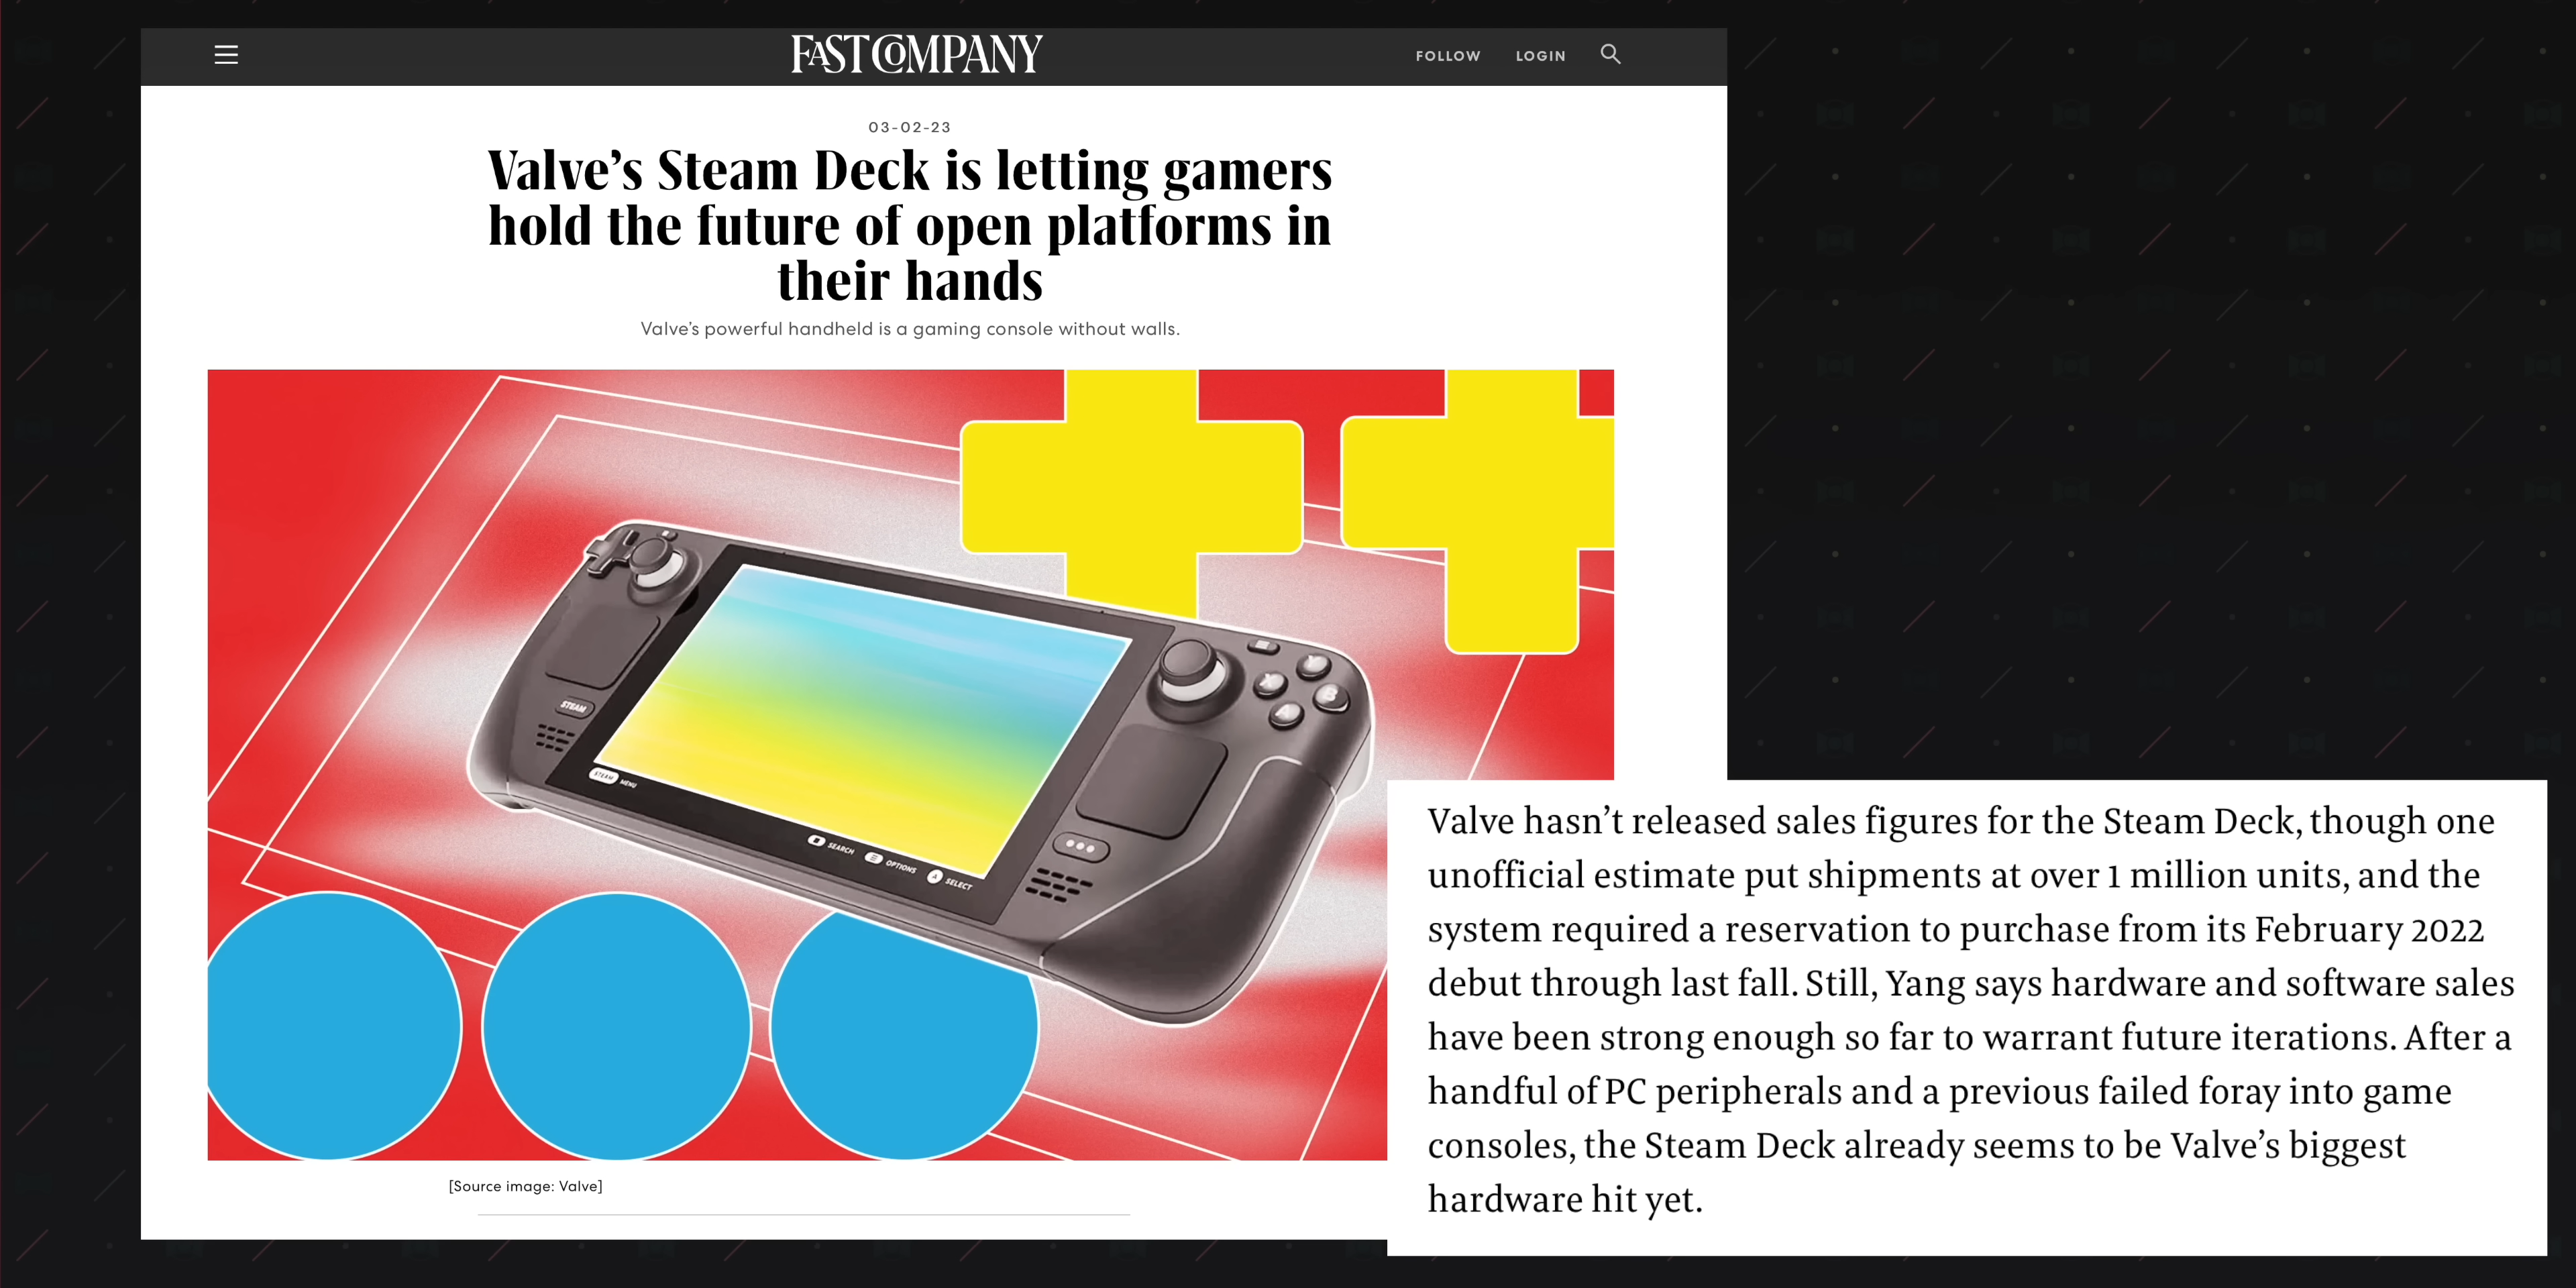 FAST COMPANY
FOLLOW LOGIN
03-02-23
Valve’s Steam Deck is letting gamers
hold the future of open platforms in
their hands
Valve’s powerful handheld is a gaming console without walls.
Y
X
B
A
STEAM
STEAM MENU
SEARCH
OPTIONS
A SELECT
[Source image: Valve]
Valve hasn’t released sales figures for the Steam Deck, though one
unofficial estimate put shipments at over 1 million units, and the
system required a reservation to purchase from its February 2022
debut through last fall. Still, Yang says hardware and software sales
have been strong enough so far to warrant future iterations. After a
handful of PC peripherals and a previous failed foray into game
consoles, the Steam Deck already seems to be Valve’s biggest
hardware hit yet.